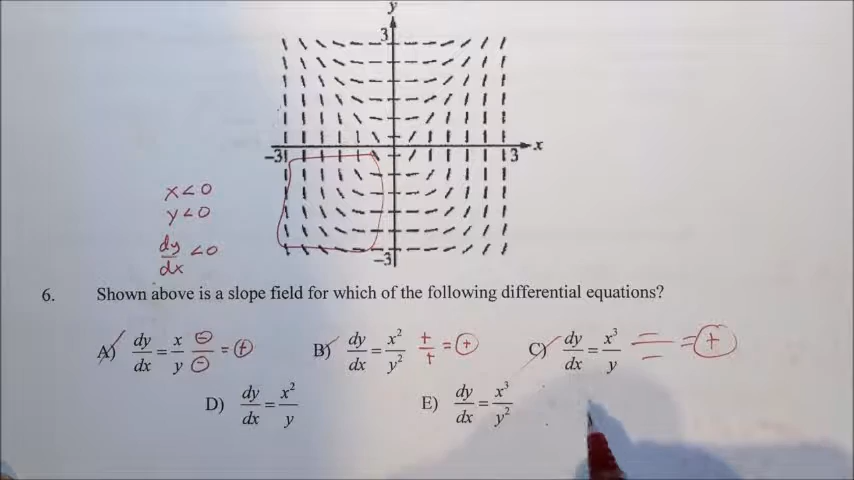 y
3
-3
3 x
-3
x<0
y<0
dy/dx <0
6. Shown above is a slope field for which of the following differential equations?
A) dy/dx = x/y ⊖/⊖ = ⊕ B) dy/dx = x²/y² +/+ = ⊕ C) dy/dx = x³/y −/− = ⊕
D) dy/dx = x²/y E) dy/dx = x³/y²